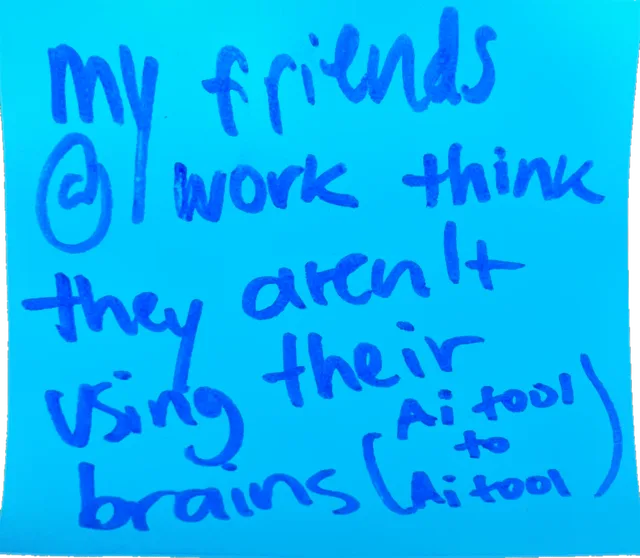 my friends
@ work think
they aren't
using their
brains (Ai tool
to
Ai tool)